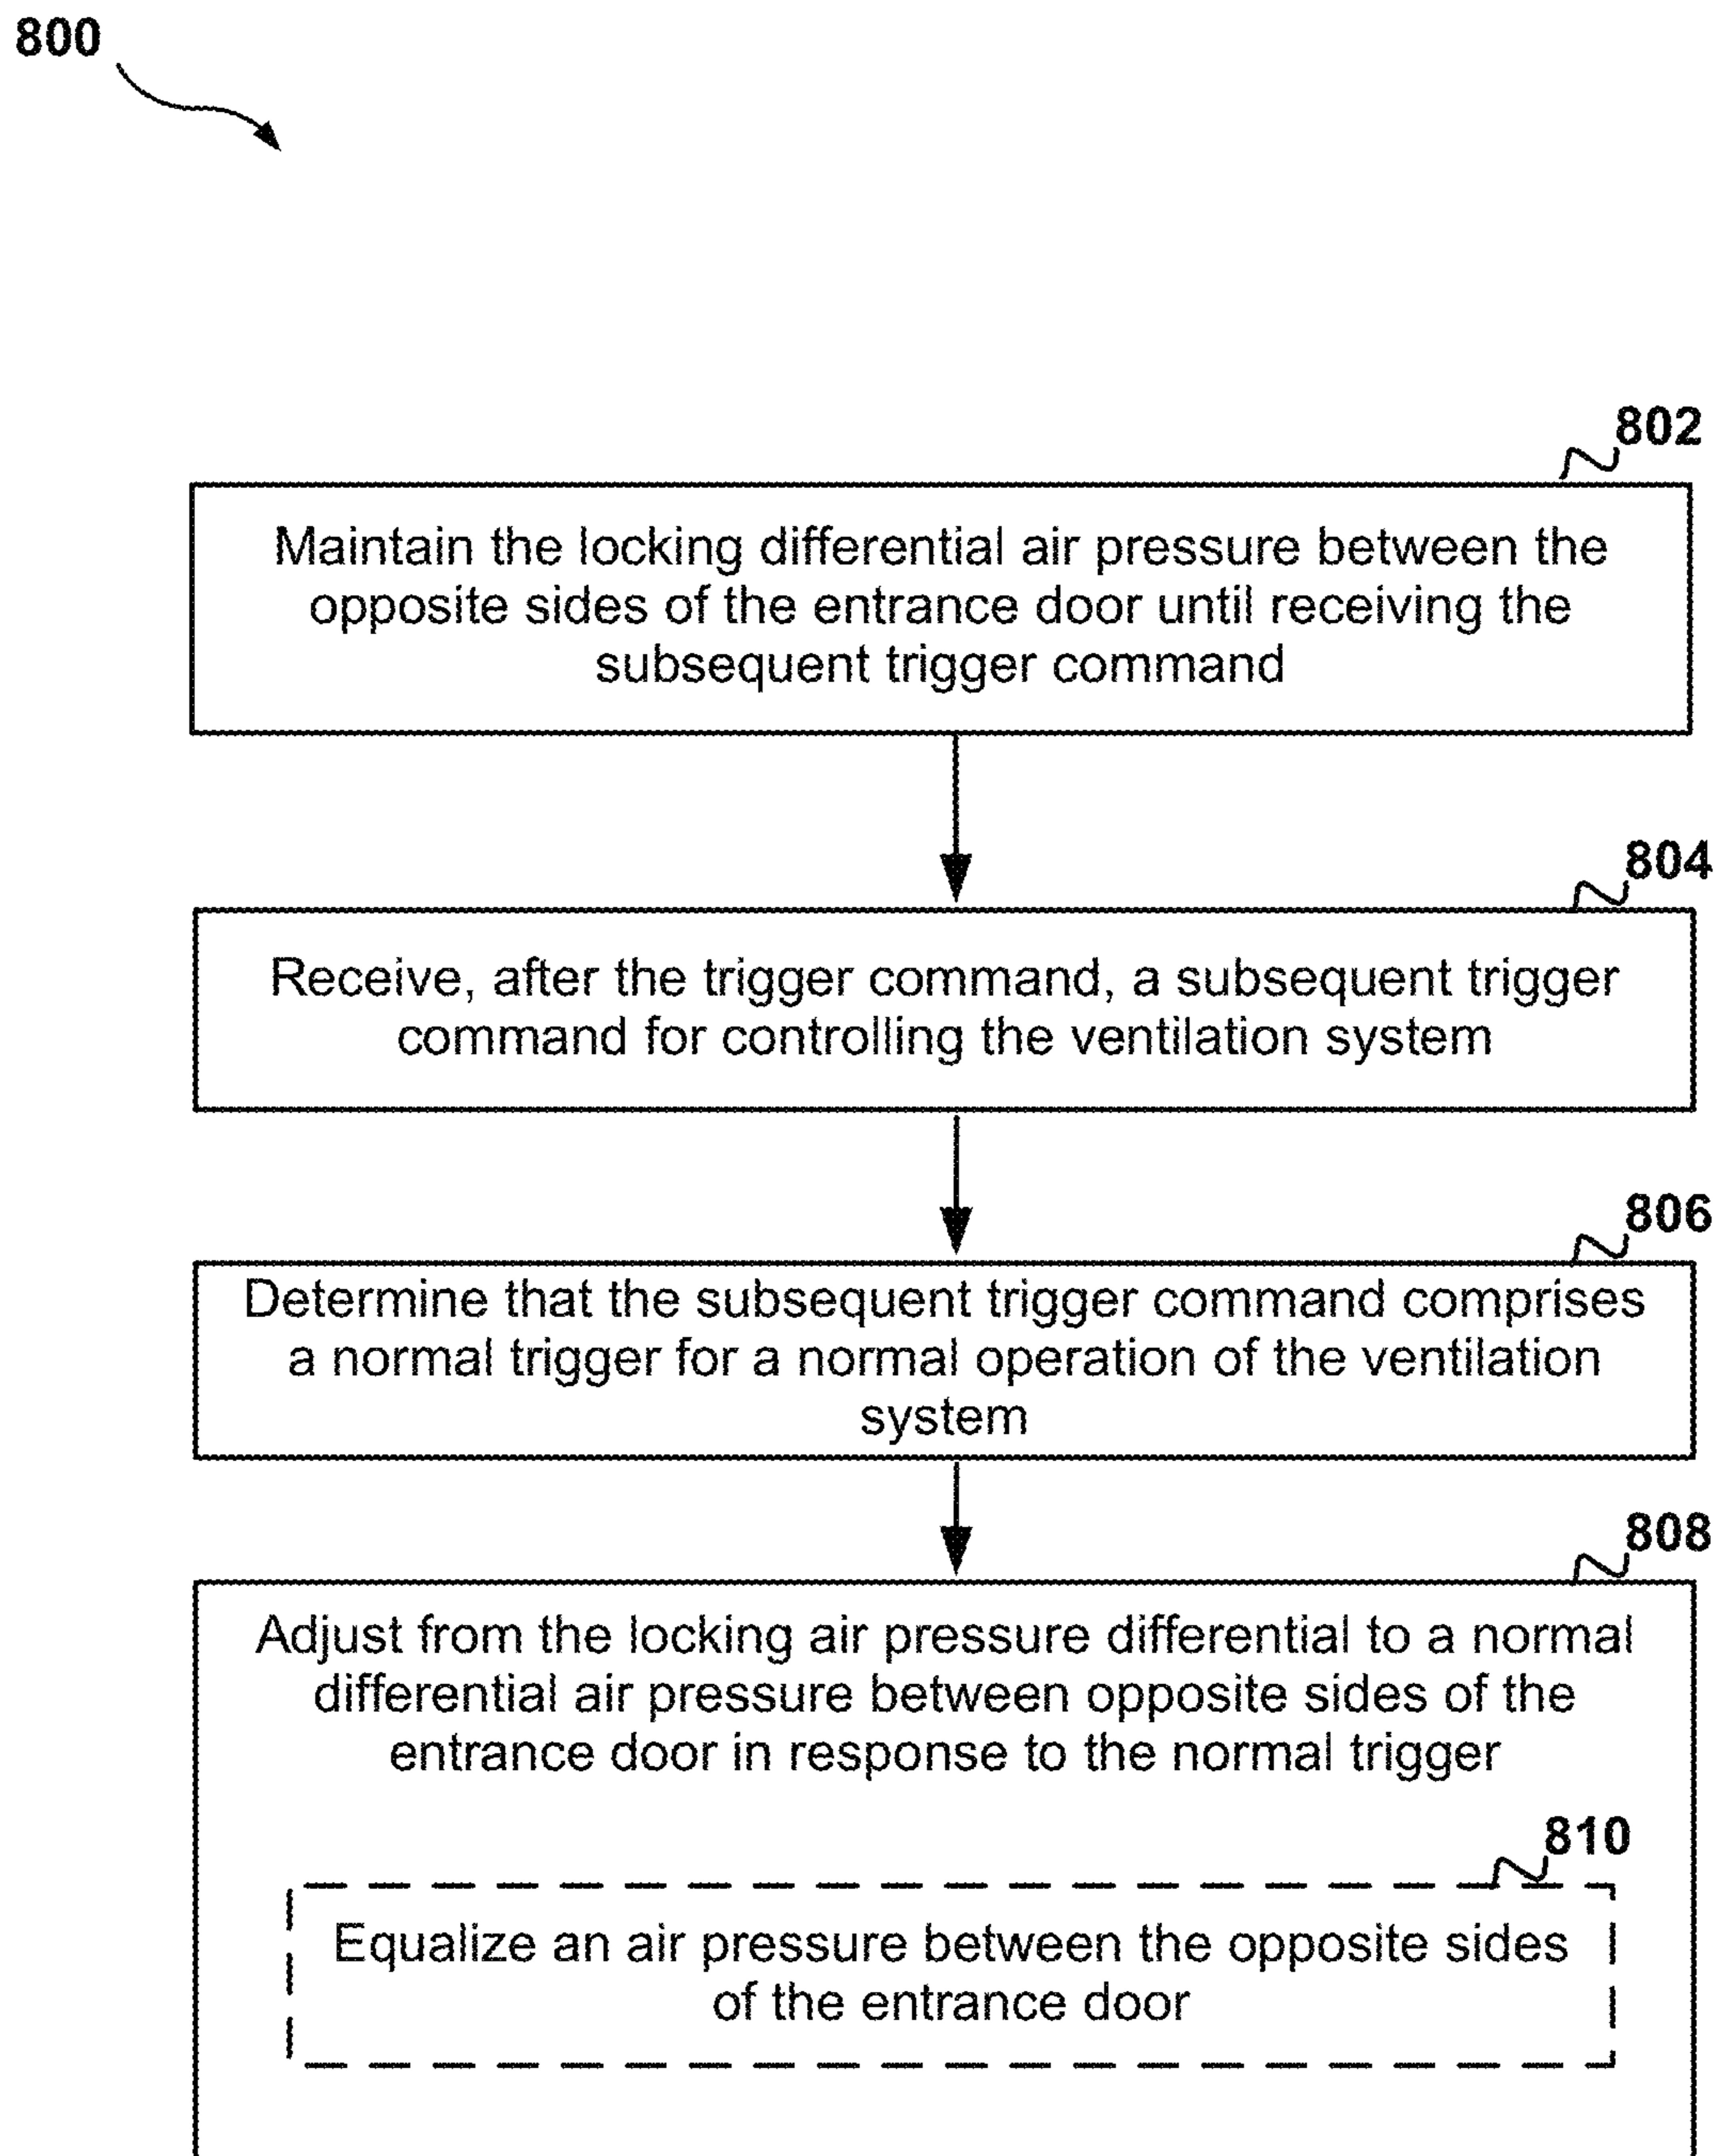 800
802
Maintain the locking differential air pressure between the
opposite sides of the entrance door until receiving the
subsequent trigger command
804
Receive, after the trigger command, a subsequent trigger
command for controlling the ventilation system
806
Determine that the subsequent trigger command comprises
a normal trigger for a normal operation of the ventilation
system
808
Adjust from the locking air pressure differential to a normal
differential air pressure between opposite sides of the
entrance door in response to the normal trigger
810
Equalize an air pressure between the opposite sides
of the entrance door